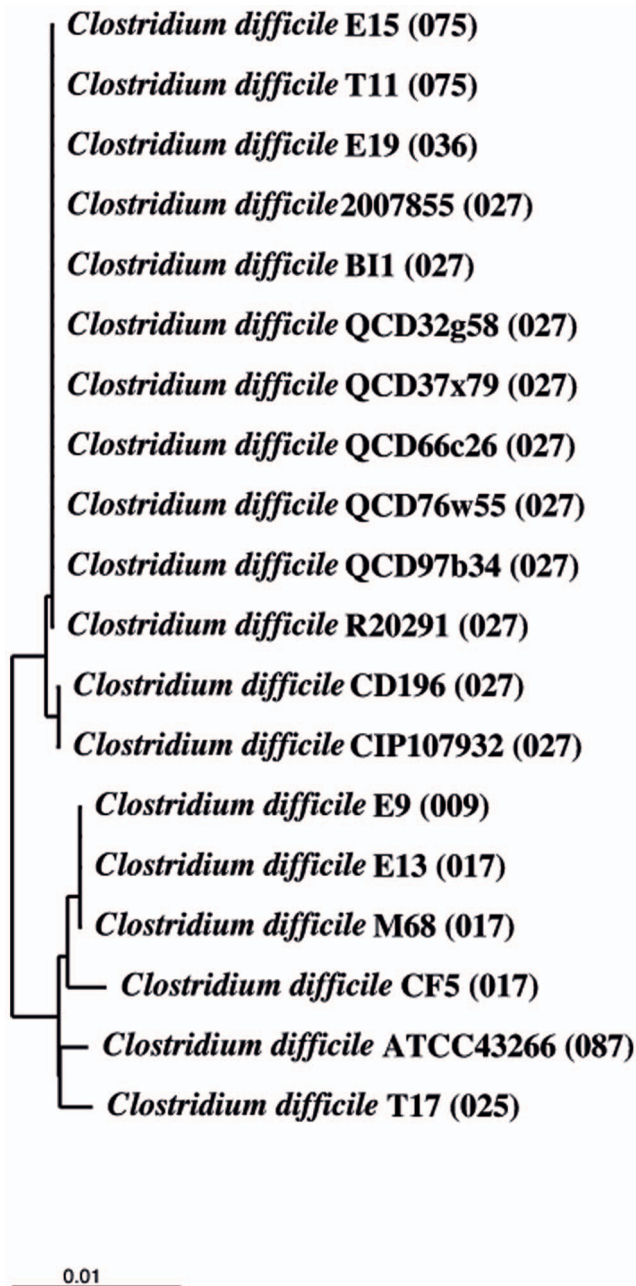 Clostridium difficile E15 (075)
Clostridium difficile T11 (075)
Clostridium difficile E19 (036)
Clostridium difficile 2007855 (027)
Clostridium difficile BI1 (027)
Clostridium difficile QCD32g58 (027)
Clostridium difficile QCD37x79 (027)
Clostridium difficile QCD66c26 (027)
Clostridium difficile QCD76w55 (027)
Clostridium difficile QCD97b34 (027)
Clostridium difficile R20291 (027)
Clostridium difficile CD196 (027)
Clostridium difficile CIP107932 (027)
Clostridium difficile E9 (009)
Clostridium difficile E13 (017)
Clostridium difficile M68 (017)
Clostridium difficile CF5 (017)
Clostridium difficile ATCC43266 (087)
Clostridium difficile T17 (025)
0.01